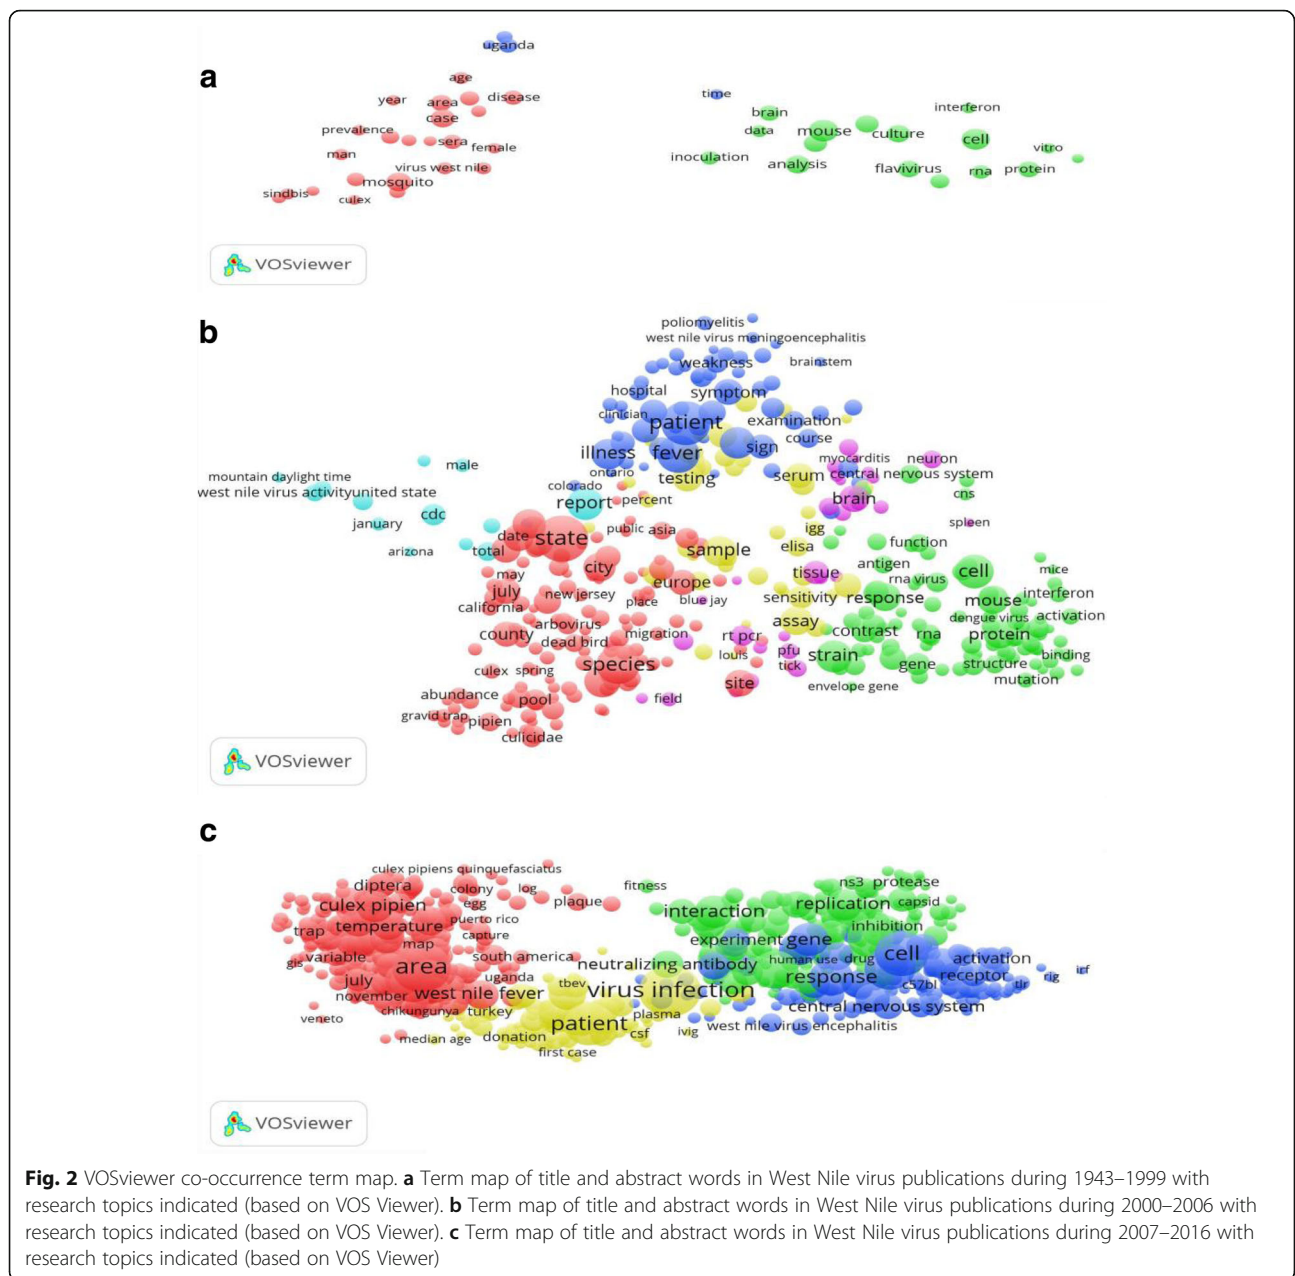 a
uganda
age
year
area
disease
case
prevalence
sera
female
man
virus west nile
mosquito
sindbis
culex
time
brain
interferon
data
mouse
culture
cell
vitro
inoculation
analysis
flavivirus
rna
protein
VOSviewer
b
poliomyelitis
west nile virus meningoencephalitis
weakness
brainstem
hospital
symptom
clinician
patient
examination
sign
course
illness
fever
myocarditis
neuron
male
ontario
testing
serum
central nervous system
mountain daylight time
colorado
west nile virus activityunited state
report
percent
brain
cns
cdc
january
public
asia
igg
spleen
date
state
arizona
total
sample
elisa
function
city
tissue
antigen
cell
mice
may
europe
rna virus
july
new jersey
place
blue jay
sensitivity
response
mouse
interferon
california
arbovirus
assay
dengue virus
activation
county
dead bird
migration
rt pcr
contrast
rna
protein
louis
pfu
strain
binding
species
tick
gene
structure
culex
spring
mutation
abundance
pool
field
site
envelope gene
gravid trap
pipien
culicidae
VOSviewer
c
culex pipiens quinquefasciatus
diptera
colony
log
fitness
ns3
protease
culex pipien
egg
plaque
interaction
replication
capsid
trap
temperature
puerto rico
inhibition
map
capture
experiment
gene
gis
variable
south america
neutralizing antibody
human use
drug
cell
activation
area
irf
july
uganda
tbev
response
receptor
rig
november
west nile fever
virus infection
c57bl
tlr
veneto
chikungunya
turkey
plasma
central nervous system
patient
median age
donation
csf
ivig
west nile virus encephalitis
first case
VOSviewer
Fig. 2 VOSviewer co-occurrence term map. a Term map of title and abstract words in West Nile virus publications during 1943–1999 with
research topics indicated (based on VOS Viewer). b Term map of title and abstract words in West Nile virus publications during 2000–2006 with
research topics indicated (based on VOS Viewer). c Term map of title and abstract words in West Nile virus publications during 2007–2016 with
research topics indicated (based on VOS Viewer)